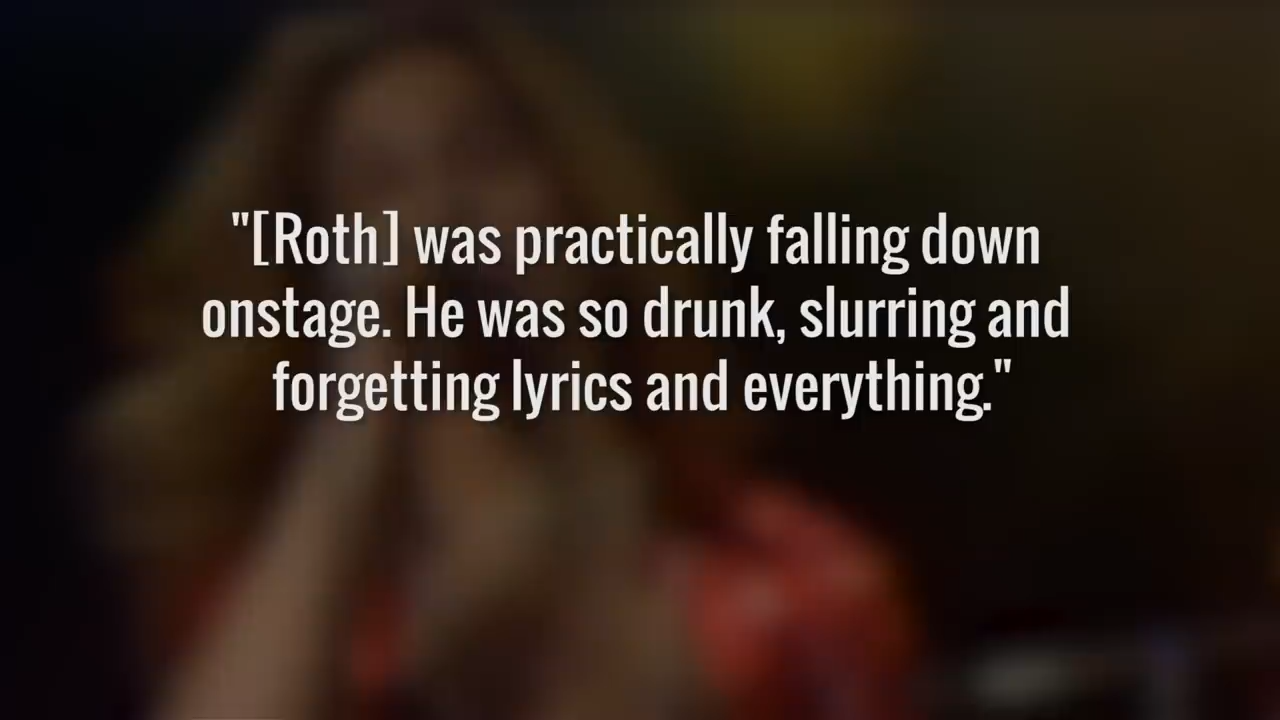 "[Roth] was practically falling down
onstage. He was so drunk, slurring and
forgetting lyrics and everything."